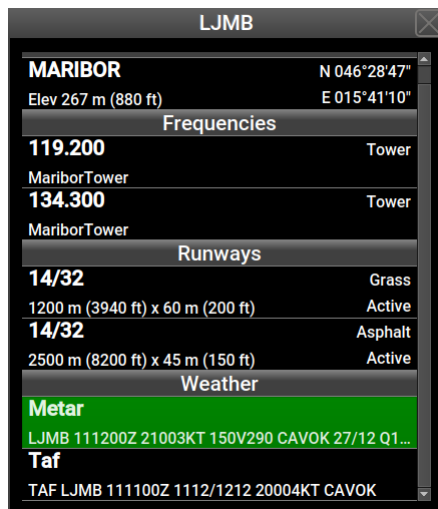 LJMB
MARIBOR N 046°28'47"
Elev 267 m (880 ft) E 015°41'10"
Frequencies
119.200 Tower
MariborTower
134.300 Tower
MariborTower
Runways
14/32 Grass
1200 m (3940 ft) x 60 m (200 ft) Active
14/32 Asphalt
2500 m (8200 ft) x 45 m (150 ft) Active
Weather
Metar
LJMB 111200Z 21003KT 150V290 CAVOK 27/12 Q1...
Taf
TAF LJMB 111100Z 1112/1212 20004KT CAVOK